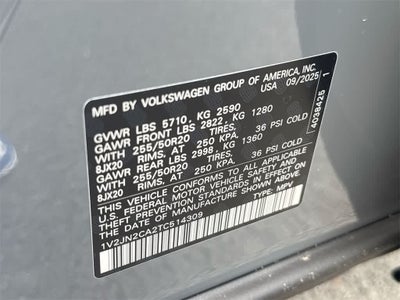 MFD BY VOLKSWAGEN GROUP OF AMERICA, INC.
USA 09/2025
GVWR LBS 5710, KG 2590
GAWR FRONT LBS 2822, KG 1280
WITH 255/50R20 TIRES,
8JX20 RIMS. AT 250 KPA. 36 PSI COLD
GAWR REAR LBS 2998, KG 1360
WITH 255/50R20 TIRES,
8JX20 RIMS. AT 250 KPA. 36 PSI COLD
THIS VEHICLE CONFORMS TO ALL APPLICABLE
U.S. FEDERAL MOTOR VEHICLE SAFETY STANDARDS
IN EFFECT ON THE DATE OF MANUFACTURE SHOWN ABOVE.
1V2JN2CA2TC514309 TYPE: MPV
4038425 1